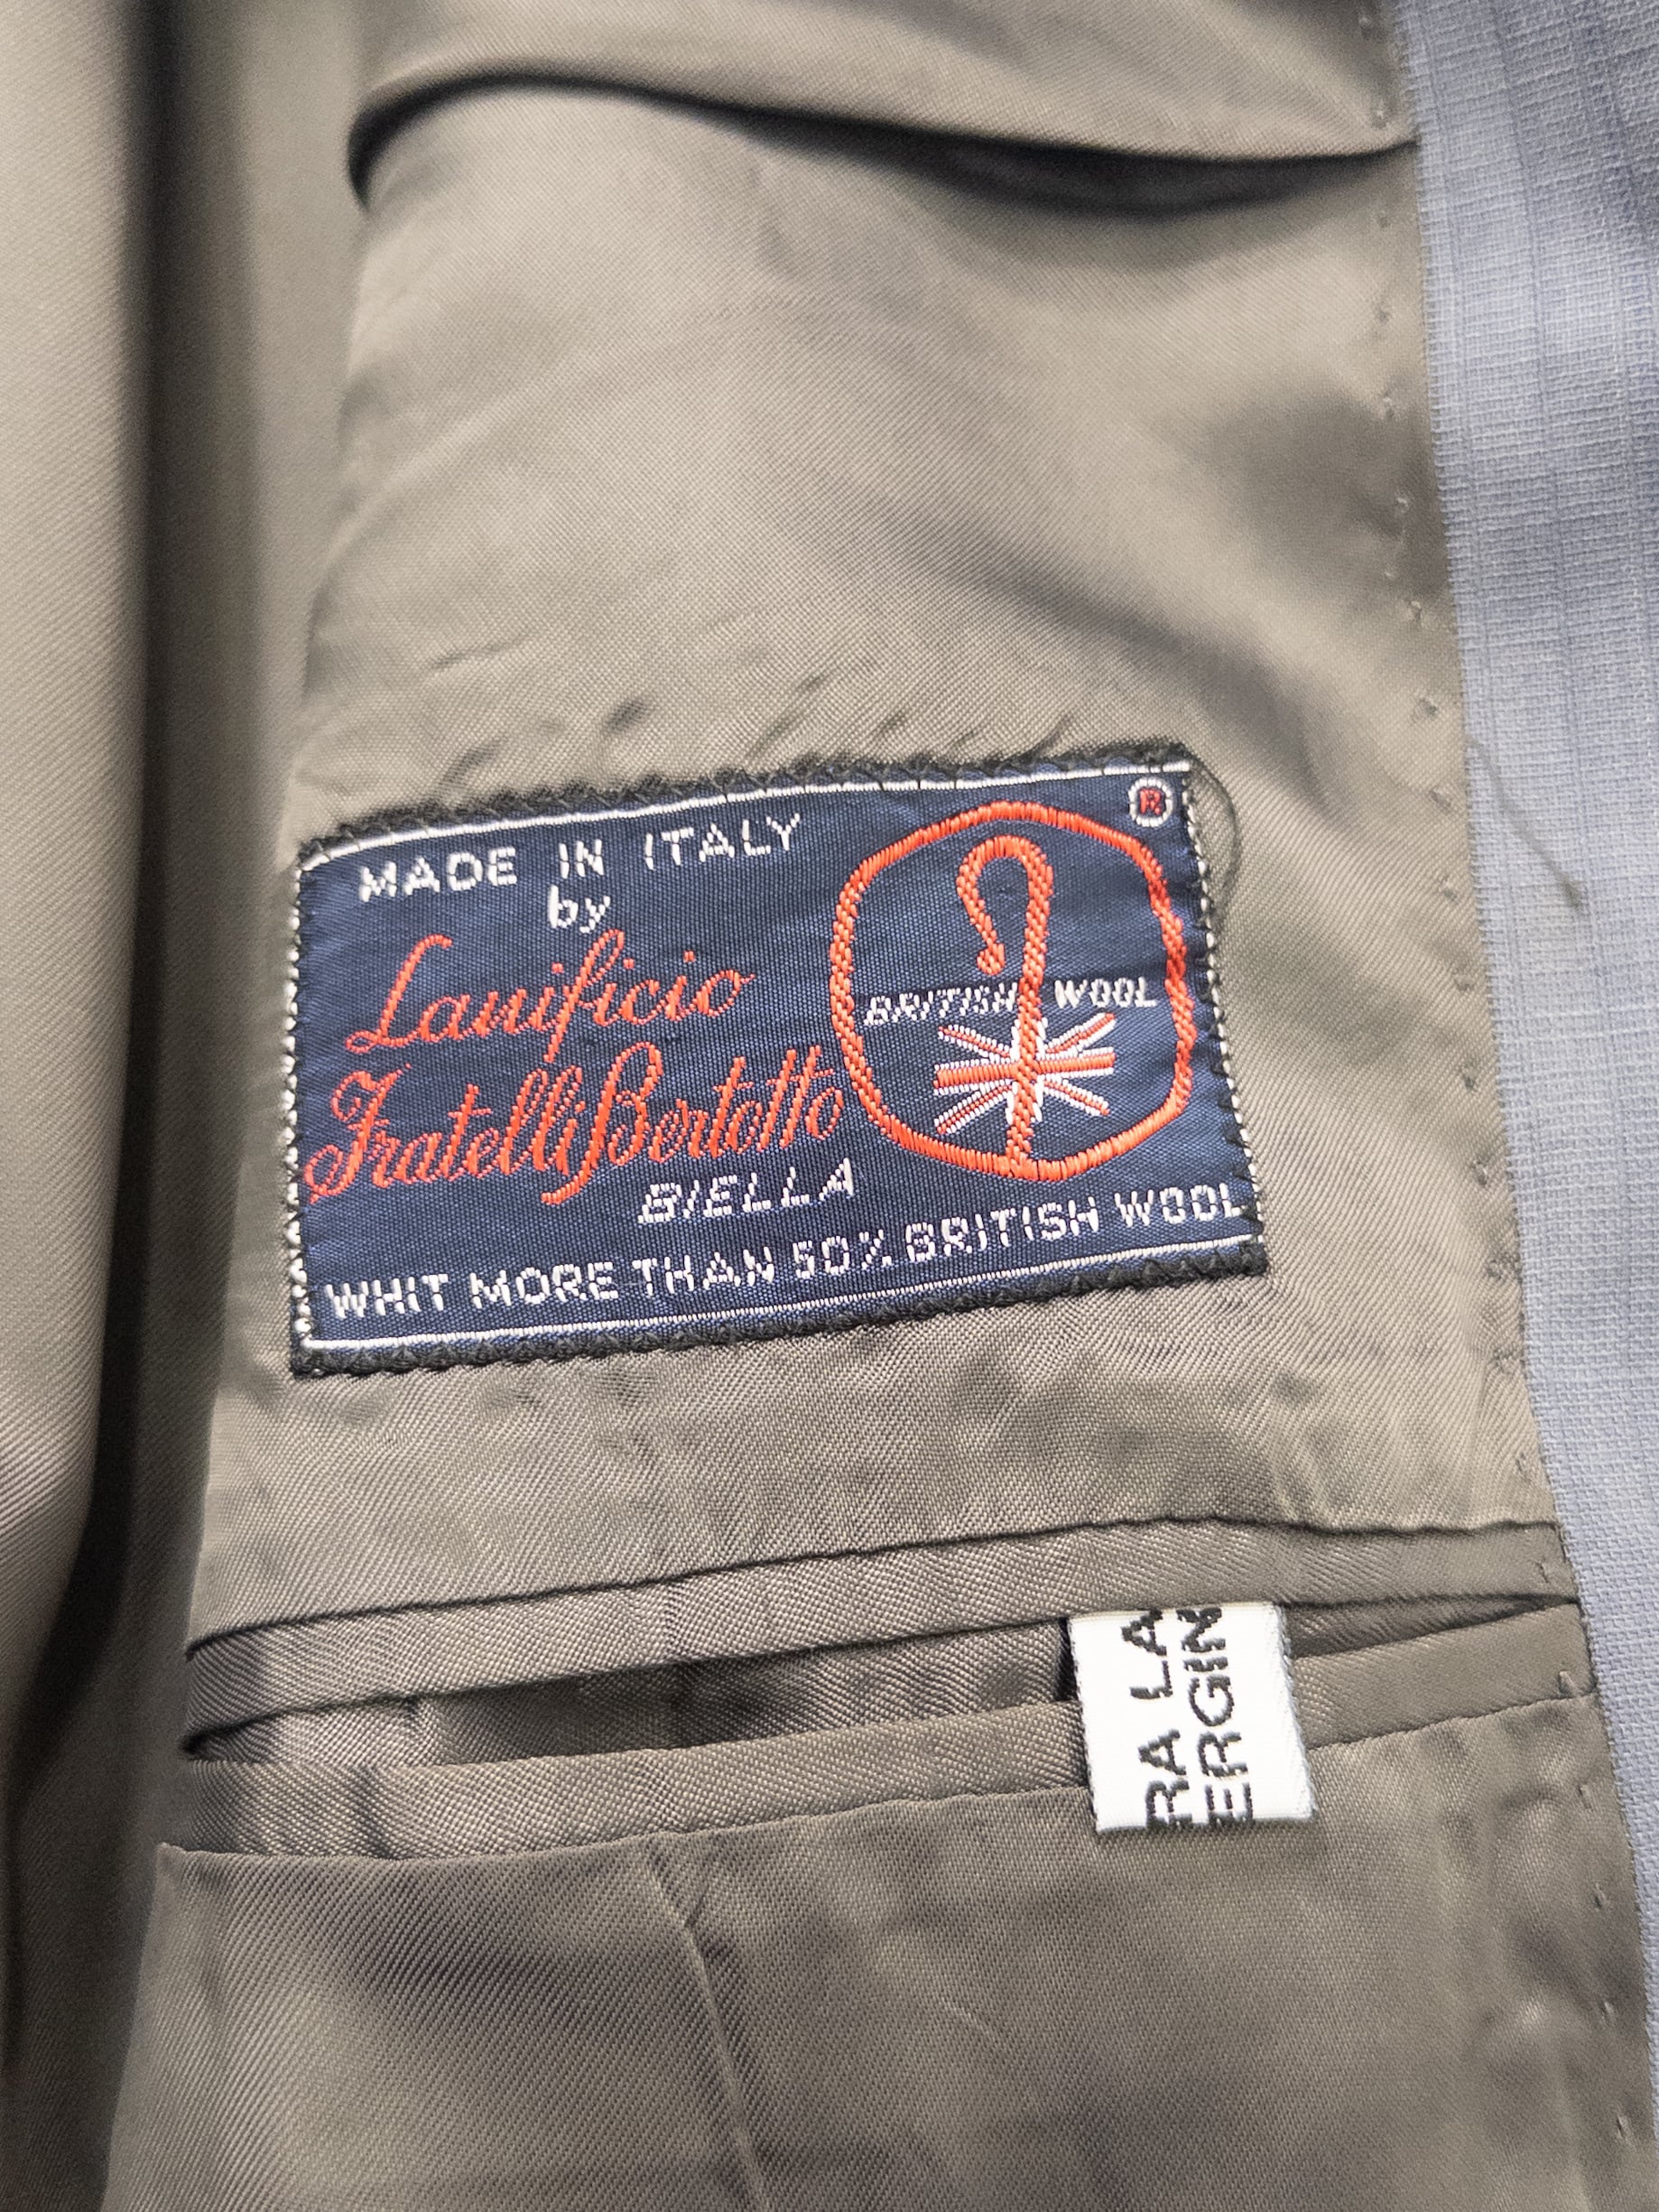 MADE IN ITALY
by
Lanificio
Fratelli Bertotto
BIELLA
WHIT MORE THAN 50% BRITISH WOOL
®
BRITISH WOOL
RA LA
ERGIN